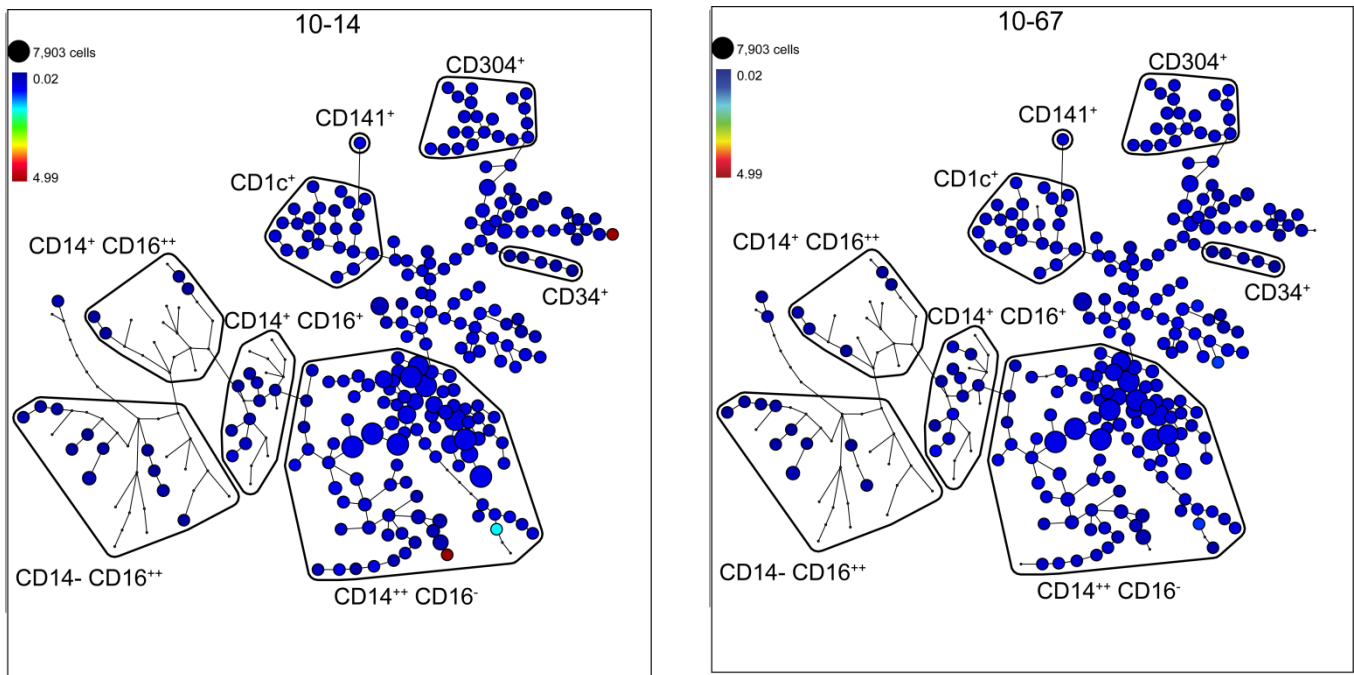 10-14
7,903 cells
0.02
4.99
CD304⁺
CD141⁺
CD1c⁺
CD14⁺ CD16⁺⁺
CD34⁺
CD14⁺ CD16⁺
CD14- CD16⁺⁺
CD14⁺⁺ CD16⁻
10-67
7,903 cells
0.02
4.99
CD304⁺
CD141⁺
CD1c⁺
CD14⁺ CD16⁺⁺
CD34⁺
CD14⁺ CD16⁺
CD14- CD16⁺⁺
CD14⁺⁺ CD16⁻